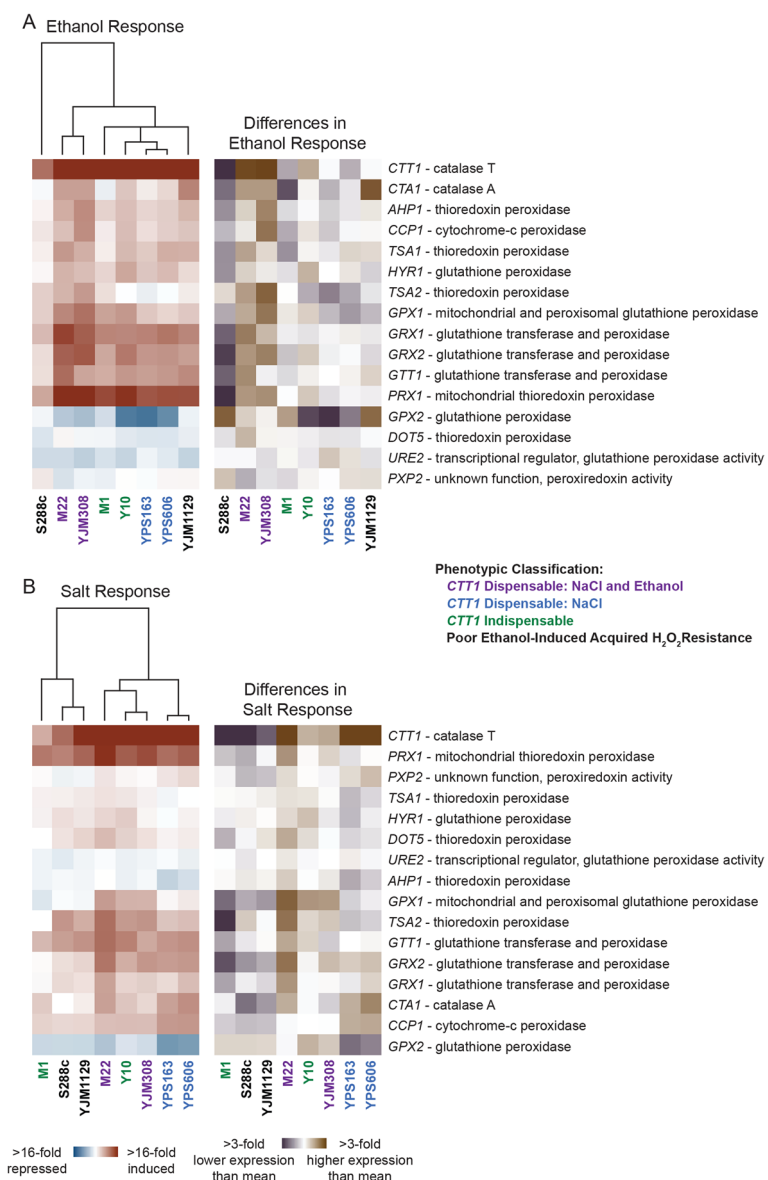 A
Ethanol Response
Differences in
Ethanol Response
CTT1 - catalase T
CTA1 - catalase A
AHP1 - thioredoxin peroxidase
CCP1 - cytochrome-c peroxidase
TSA1 - thioredoxin peroxidase
HYR1 - glutathione peroxidase
TSA2 - thioredoxin peroxidase
GPX1 - mitochondrial and peroxisomal glutathione peroxidase
GRX1 - glutathione transferase and peroxidase
GRX2 - glutathione transferase and peroxidase
GTT1 - glutathione transferase and peroxidase
PRX1 - mitochondrial thioredoxin peroxidase
GPX2 - glutathione peroxidase
DOT5 - thioredoxin peroxidase
URE2 - transcriptional regulator, glutathione peroxidase activity
PXP2 - unknown function, peroxiredoxin activity
S288c
M22
YJM308
M1
Y10
YPS163
YPS606
YJM1129
S288c
M22
YJM308
M1
Y10
YPS163
YPS606
YJM1129
Phenotypic Classification:
CTT1 Dispensable: NaCl and Ethanol
CTT1 Dispensable: NaCl
CTT1 Indispensable
Poor Ethanol-Induced Acquired H2O2Resistance
B
Salt Response
Differences in
Salt Response
CTT1 - catalase T
PRX1 - mitochondrial thioredoxin peroxidase
PXP2 - unknown function, peroxiredoxin activity
TSA1 - thioredoxin peroxidase
HYR1 - glutathione peroxidase
DOT5 - thioredoxin peroxidase
URE2 - transcriptional regulator, glutathione peroxidase activity
AHP1 - thioredoxin peroxidase
GPX1 - mitochondrial and peroxisomal glutathione peroxidase
TSA2 - thioredoxin peroxidase
GTT1 - glutathione transferase and peroxidase
GRX2 - glutathione transferase and peroxidase
GRX1 - glutathione transferase and peroxidase
CTA1 - catalase A
CCP1 - cytochrome-c peroxidase
GPX2 - glutathione peroxidase
M1
S288c
YJM1129
M22
Y10
YJM308
YPS163
YPS606
M1
S288c
YJM1129
M22
Y10
YJM308
YPS163
YPS606
>16-fold
repressed
>16-fold
induced
>3-fold
lower expression
than mean
>3-fold
higher expression
than mean